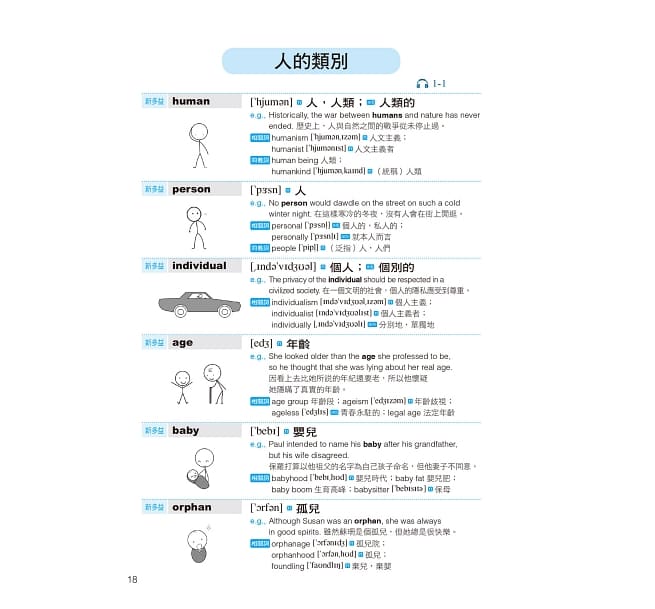 人的類別
1-1
新多益 human [ˈhjumən] 人，人類；人類的
e.g., Historically, the war between humans and nature has never
ended. 歷史上，人與自然之間的戰爭從未停止過。
相關詞 humanism [ˈhjumənˌɪzəm] 人文主義；
humanist [ˈhjumənɪst] 人文主義者
同義詞 human being 人類；
humankind [ˈhjumənˌkaɪnd] （統稱）人類
新多益 person [ˈpɝsn] 人
e.g., No person would dawdle on the street on such a cold
winter night. 在這樣寒冷的冬夜，沒有人會在街上閒逛。
相關詞 personal [ˈpɝsnl] 個人的，私人的；
personally [ˈpɝsnlɪ] 就本人而言
同義詞 people [ˈpipl] （泛指）人，人們
新多益 individual [ˌɪndəˈvɪdʒʊəl] 個人；個別的
e.g., The privacy of the individual should be respected in a
civilized society. 在一個文明的社會，個人的隱私應受到尊重。
相關詞 individualism [ɪndəˈvɪdʒʊəlˌɪzəm] 個人主義；
individualist [ɪndəˈvɪdʒʊəlɪst] 個人主義者；
individually [ˌɪndəˈvɪdʒʊəlɪ] 分別地，單獨地
新多益 age [edʒ] 年齡
e.g., She looked older than the age she professed to be,
so he thought that she was lying about her real age.
因看上去比她所說的年紀還要老，所以他懷疑
她隱瞞了真實的年齡。
相關詞 age group 年齡段；ageism [ˈedʒɪzəm] 年齡歧視；
ageless [ˈedʒlɪs] 青春永駐的；legal age 法定年齡
新多益 baby [ˈbebɪ] 嬰兒
e.g., Paul intended to name his baby after his grandfather,
but his wife disagreed.
保羅打算以他祖父的名字為自己孩子命名，但他妻子不同意。
相關詞 babyhood [ˈbebɪˌhʊd] 嬰兒時代；baby fat 嬰兒肥；
baby boom 生育高峰；babysitter [ˈbebɪsɪtɚ] 保母
新多益 orphan [ˈɔrfən] 孤兒
e.g., Although Susan was an orphan, she was always
in good spirits. 雖然蘇珊是個孤兒，但她總是很快樂。
相關詞 orphanage [ˈɔrfənɪdʒ] 孤兒院；
orphanhood [ˈɔrfənˌhʊd] 孤兒；
foundling [ˈfaʊndlɪŋ] 棄兒，棄嬰
18